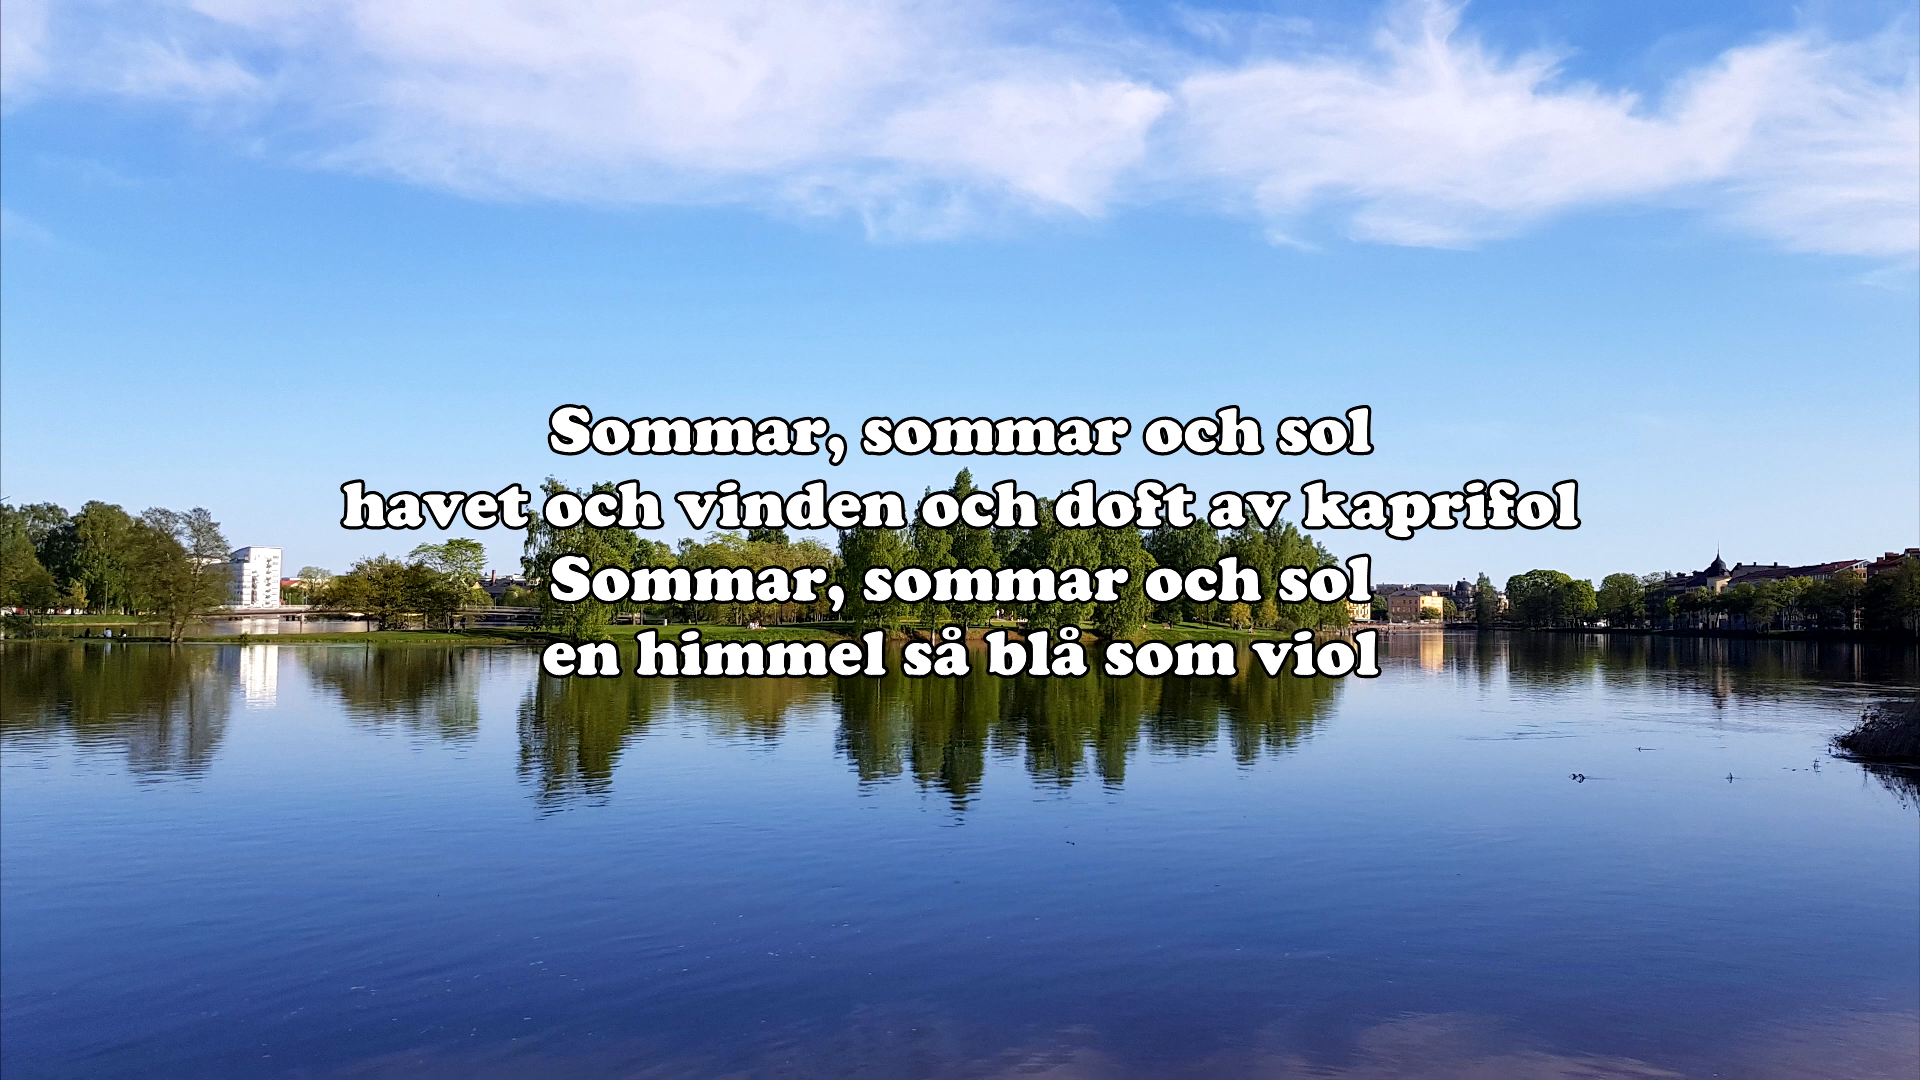 Sommar, sommar och sol
havet och vinden och doft av kaprifol
Sommar, sommar och sol
en himmel så blå som viol